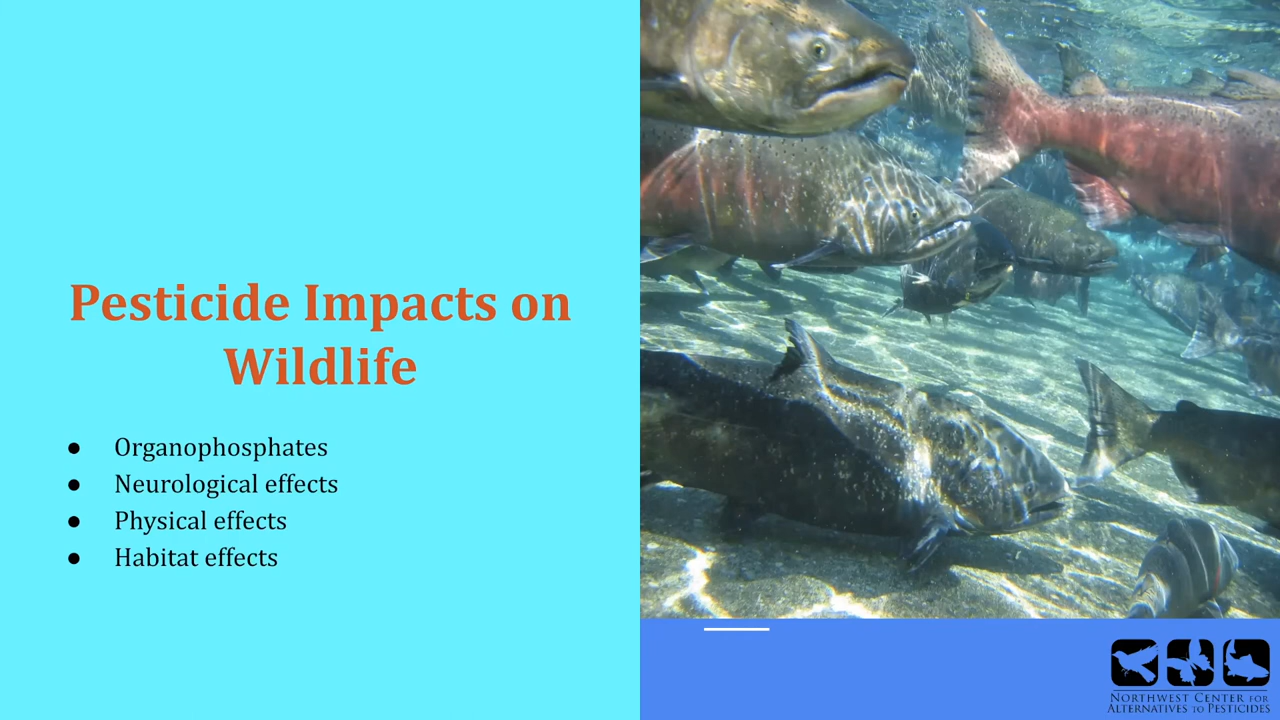 Pesticide Impacts on
Wildlife
● Organophosphates
● Neurological effects
● Physical effects
● Habitat effects
NORTHWEST CENTER FOR
ALTERNATIVES TO PESTICIDES